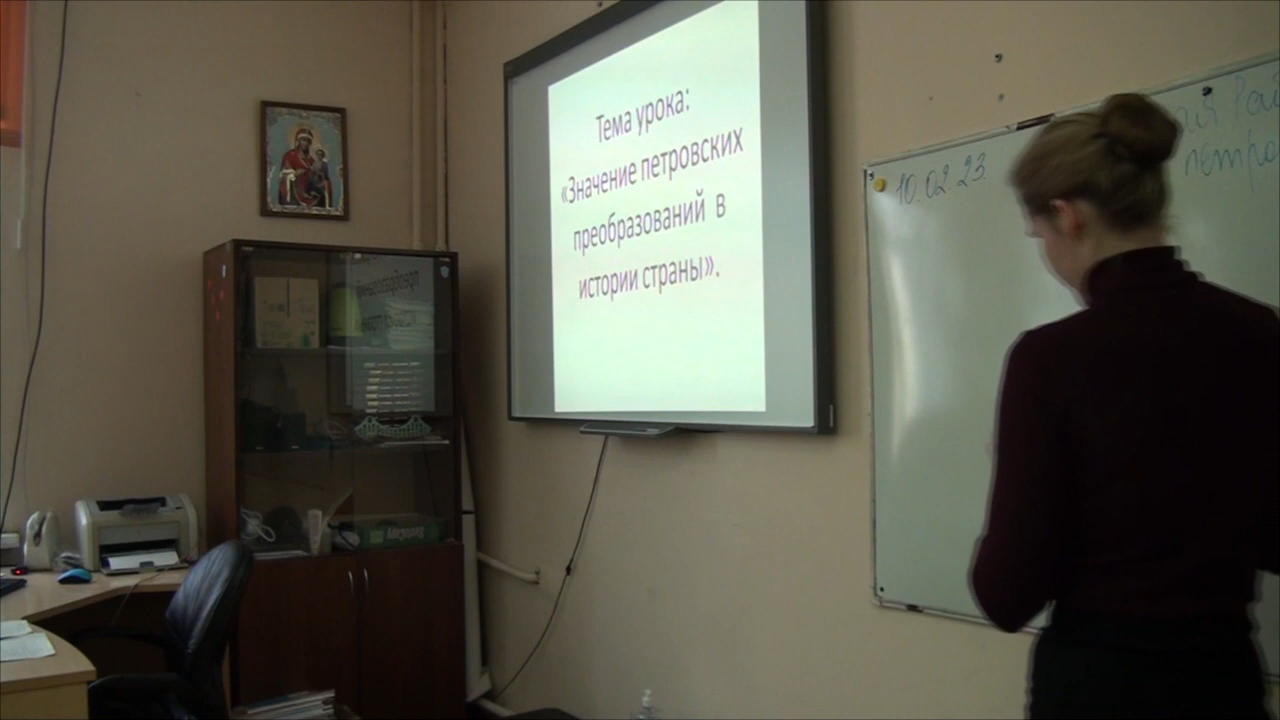 Тема урока:
«Значение петровских
преобразований в
истории страны».
10.02.23